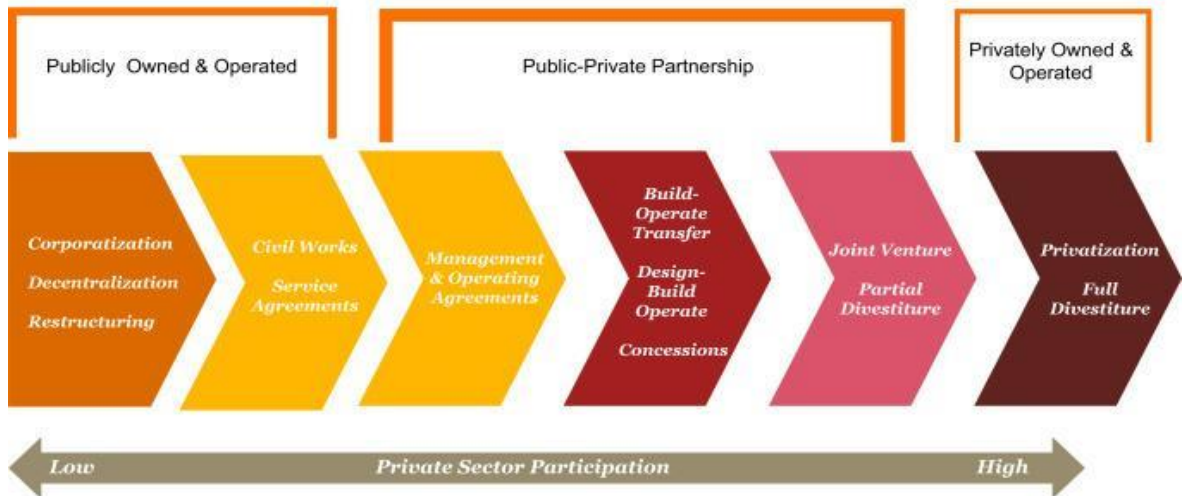 Publicly Owned & Operated
Public-Private Partnership
Privately Owned &
Operated
Corporatization
Decentralization
Restructuring
Civil Works
Service
Agreements
Management
& Operating
Agreements
Build-
Operate
Transfer
Design-
Build
Operate
Concessions
Joint Venture
Partial
Divestiture
Privatization
Full
Divestiture
Low
Private Sector Participation
High